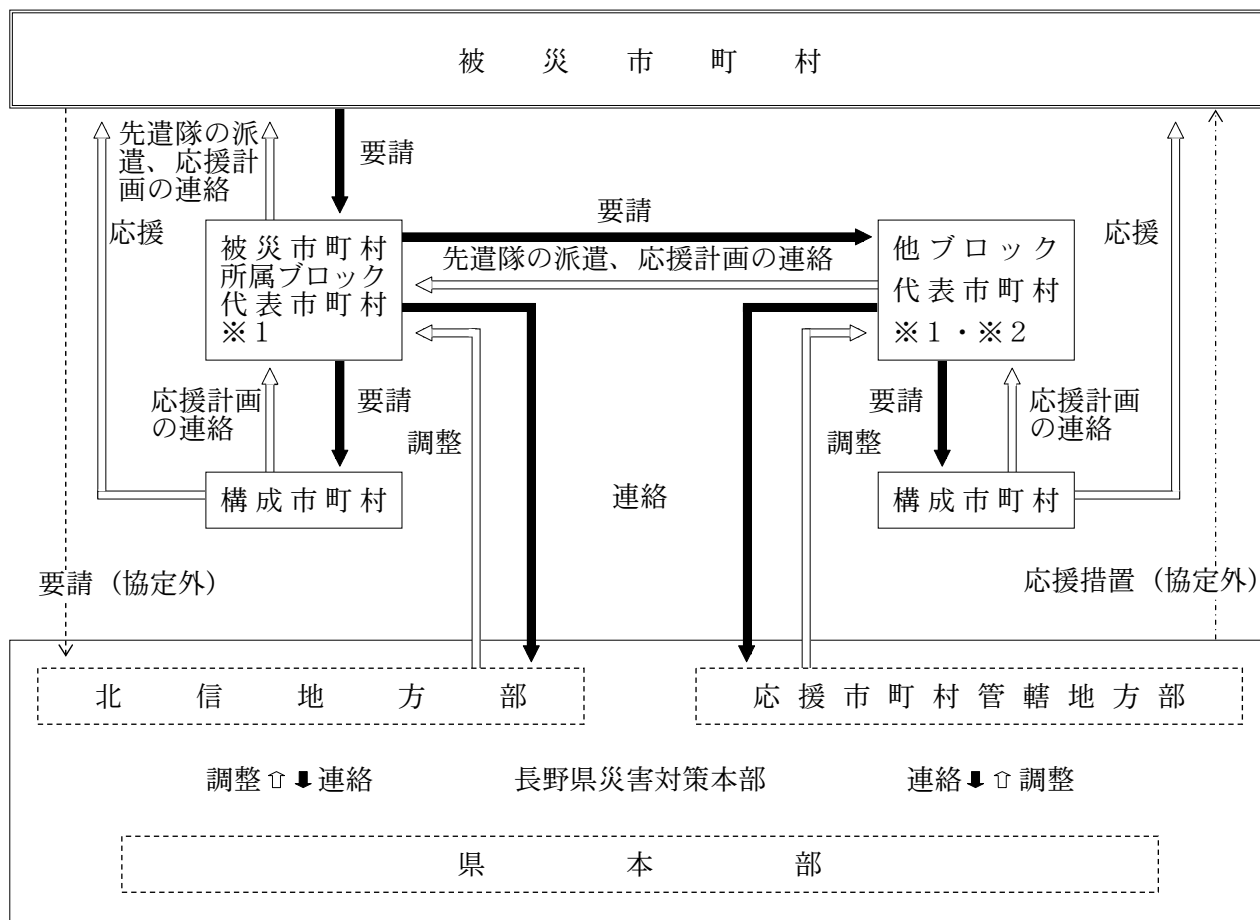 被災市町村
先遣隊の派
遣、応援計
画の連絡
要請
応援
要請
先遣隊の派遣、応援計画の連絡
応援
被災市町村
所属ブロック
代表市町村
※1
他ブロック
代表市町村
※1・※2
応援計画
の連絡
要請
調整
要請
調整
応援計画
の連絡
構成市町村
連絡
構成市町村
要請（協定外）
応援措置（協定外）
北信地方部
応援市町村管轄地方部
調整⇧⬇連絡
長野県災害対策本部
連絡⬇⇧調整
県本部